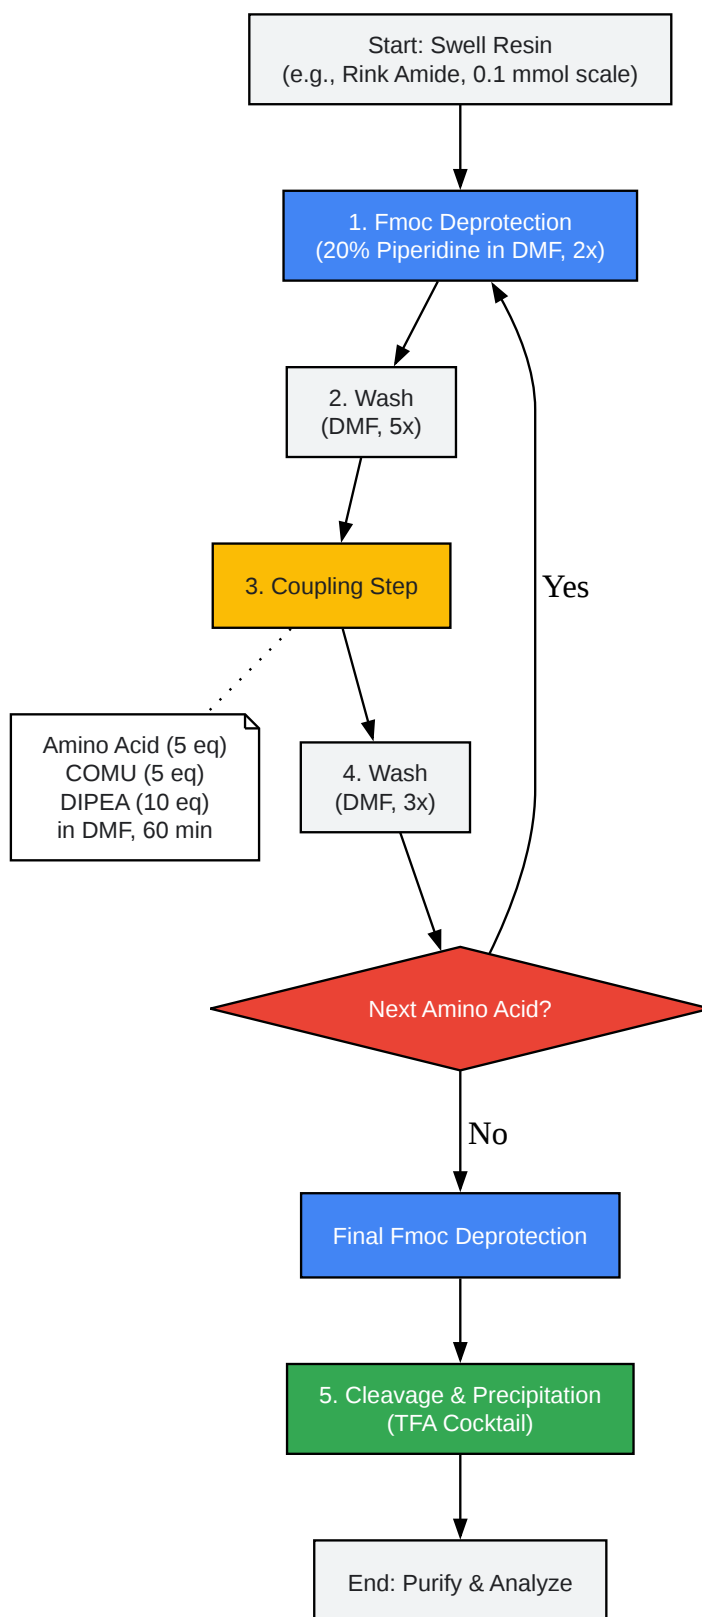 Start: Swell Resin
(e.g., Rink Amide, 0.1 mmol scale)
1. Fmoc Deprotection
(20% Piperidine in DMF, 2x)
2. Wash
(DMF, 5x)
3. Coupling Step
Yes
Amino Acid (5 eq)
COMU (5 eq)
DIPEA (10 eq)
in DMF, 60 min
4. Wash
(DMF, 3x)
Next Amino Acid?
No
Final Fmoc Deprotection
5. Cleavage & Precipitation
(TFA Cocktail)
End: Purify & Analyze